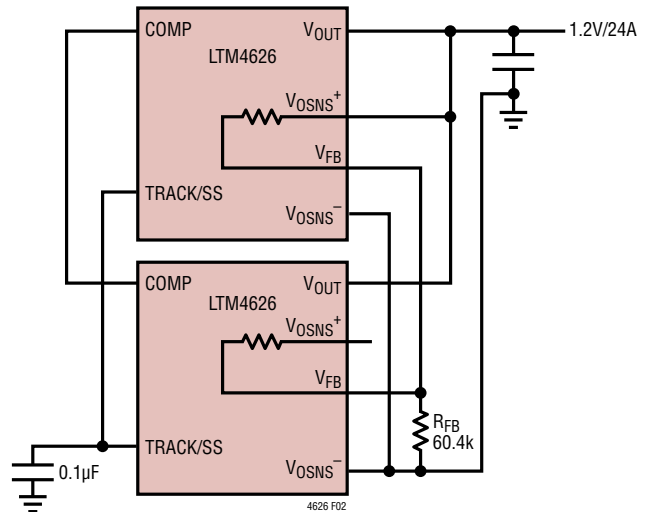 COMP
VOUT
1.2V/24A
LTM4626
VOSNS+
VFB
TRACK/SS
VOSNS–
COMP
VOUT
LTM4626
VOSNS+
VFB
RFB
60.4k
TRACK/SS
0.1µF
VOSNS–
4626 F02